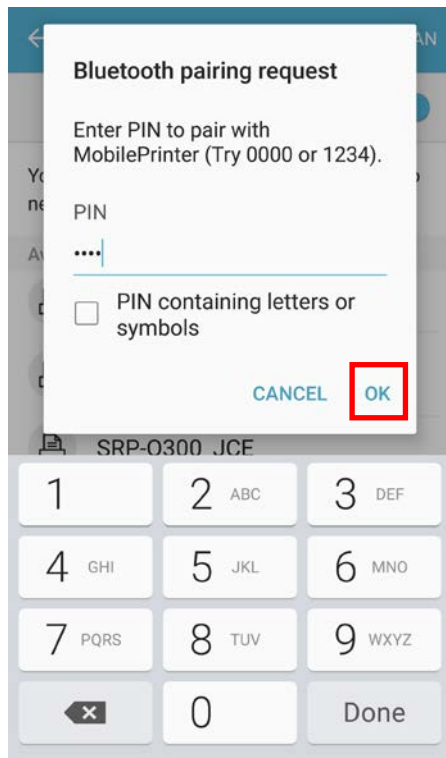 AN
Bluetooth pairing request
Enter PIN to pair with
MobilePrinter (Try 0000 or 1234).
PIN
••••
PIN containing letters or
symbols
CANCEL OK
SRP-Q300_JCE
1 2 ABC 3 DEF
4 GHI 5 JKL 6 MNO
7 PQRS 8 TUV 9 WXYZ
0 Done